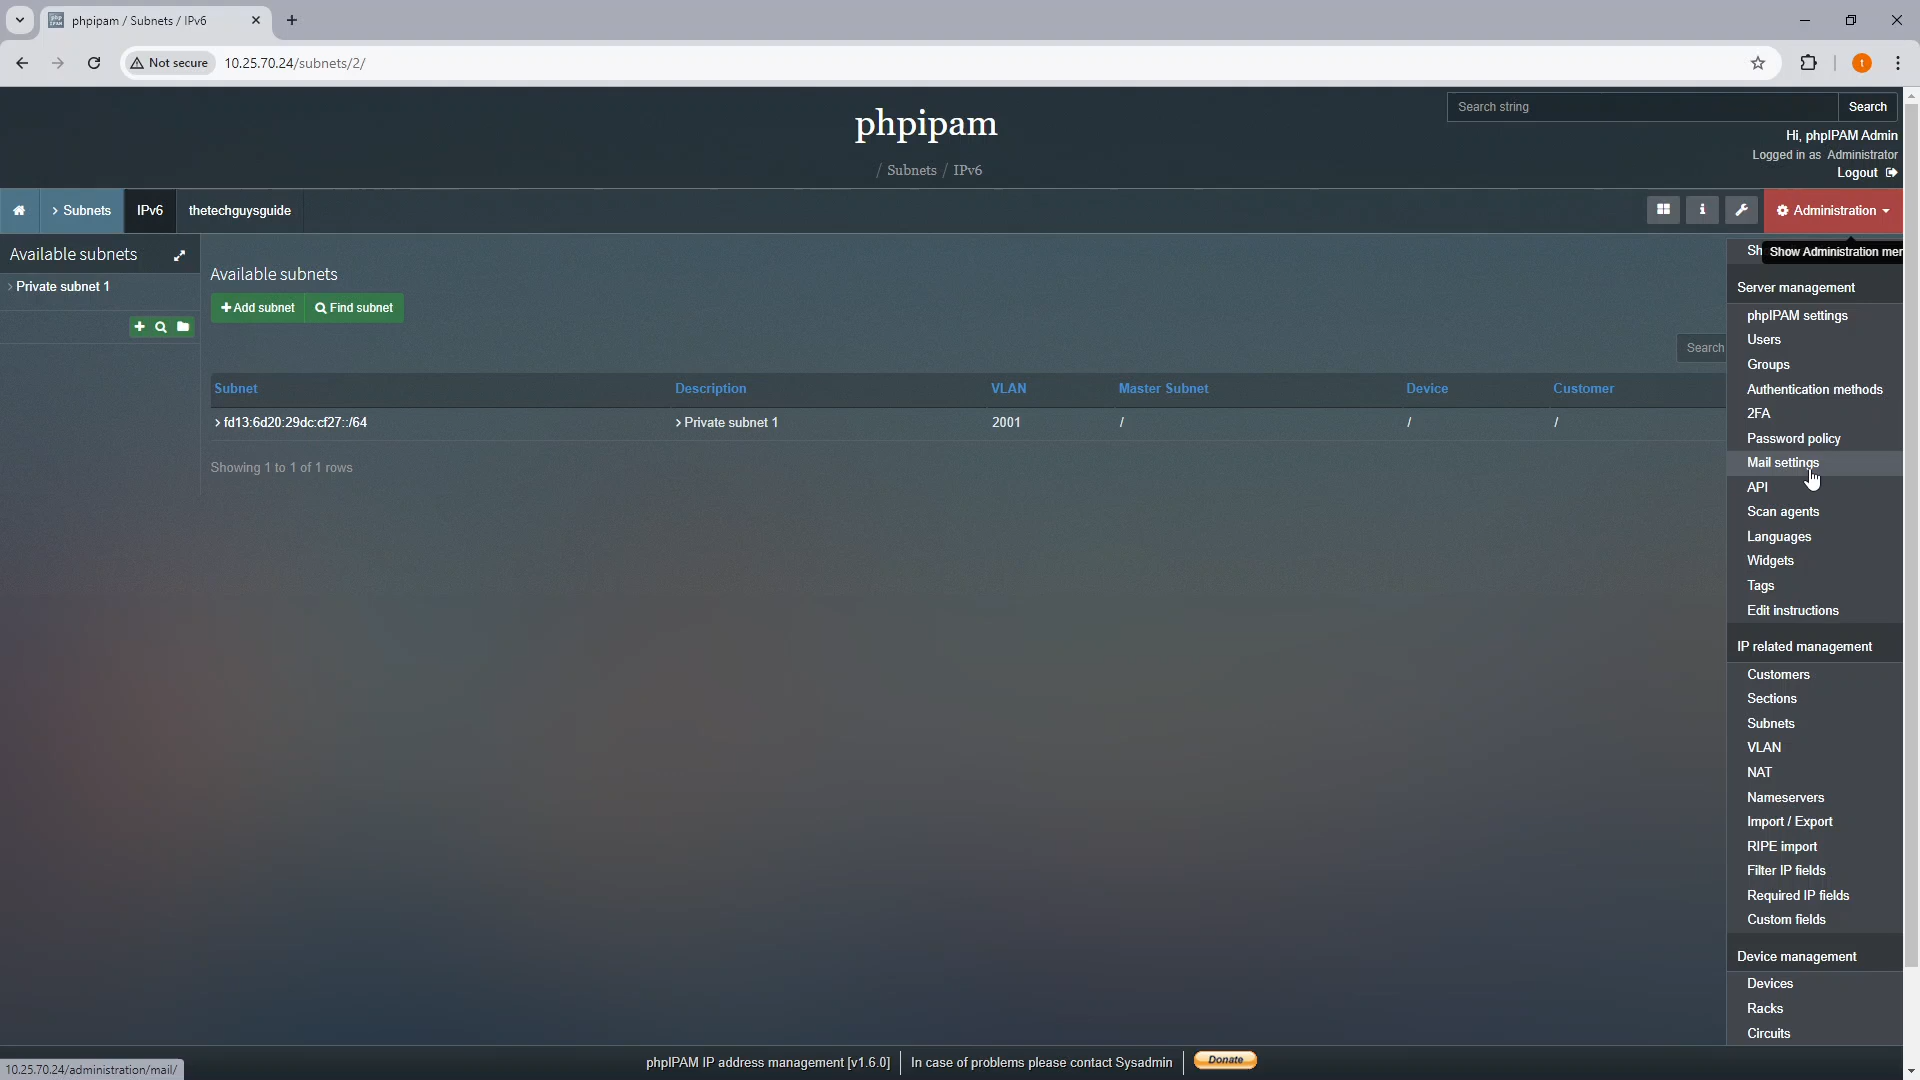 phpipam / Subnets / IPv6
Not secure
10.25.70.24/subnets/2/
t
phpipam
/ Subnets / IPv6
Search string
Search
Hi, phpIPAM Admin
Logged in as Administrator
Logout
> Subnets
IPv6
thetechguysguide
i
Administration
Available subnets
> Private subnet 1
Available subnets
+Add subnet
Find subnet
Search
Subnet
Description
VLAN
Master Subnet
Device
Customer
> fd13:6d20:29dc:cf27::/64
> Private subnet 1
2001
/
/
/
Showing 1 to 1 of 1 rows
Sh
Show Administration mer
Server management
phpIPAM settings
Users
Groups
Authentication methods
2FA
Password policy
Mail settings
API
Scan agents
Languages
Widgets
Tags
Edit instructions
IP related management
Customers
Sections
Subnets
VLAN
NAT
Nameservers
Import / Export
RIPE import
Filter IP fields
Required IP fields
Custom fields
Device management
Devices
Racks
Circuits
10.25.70.24/administration/mail/
phpIPAM IP address management [v1.6.0]
In case of problems please contact Sysadmin
Donate